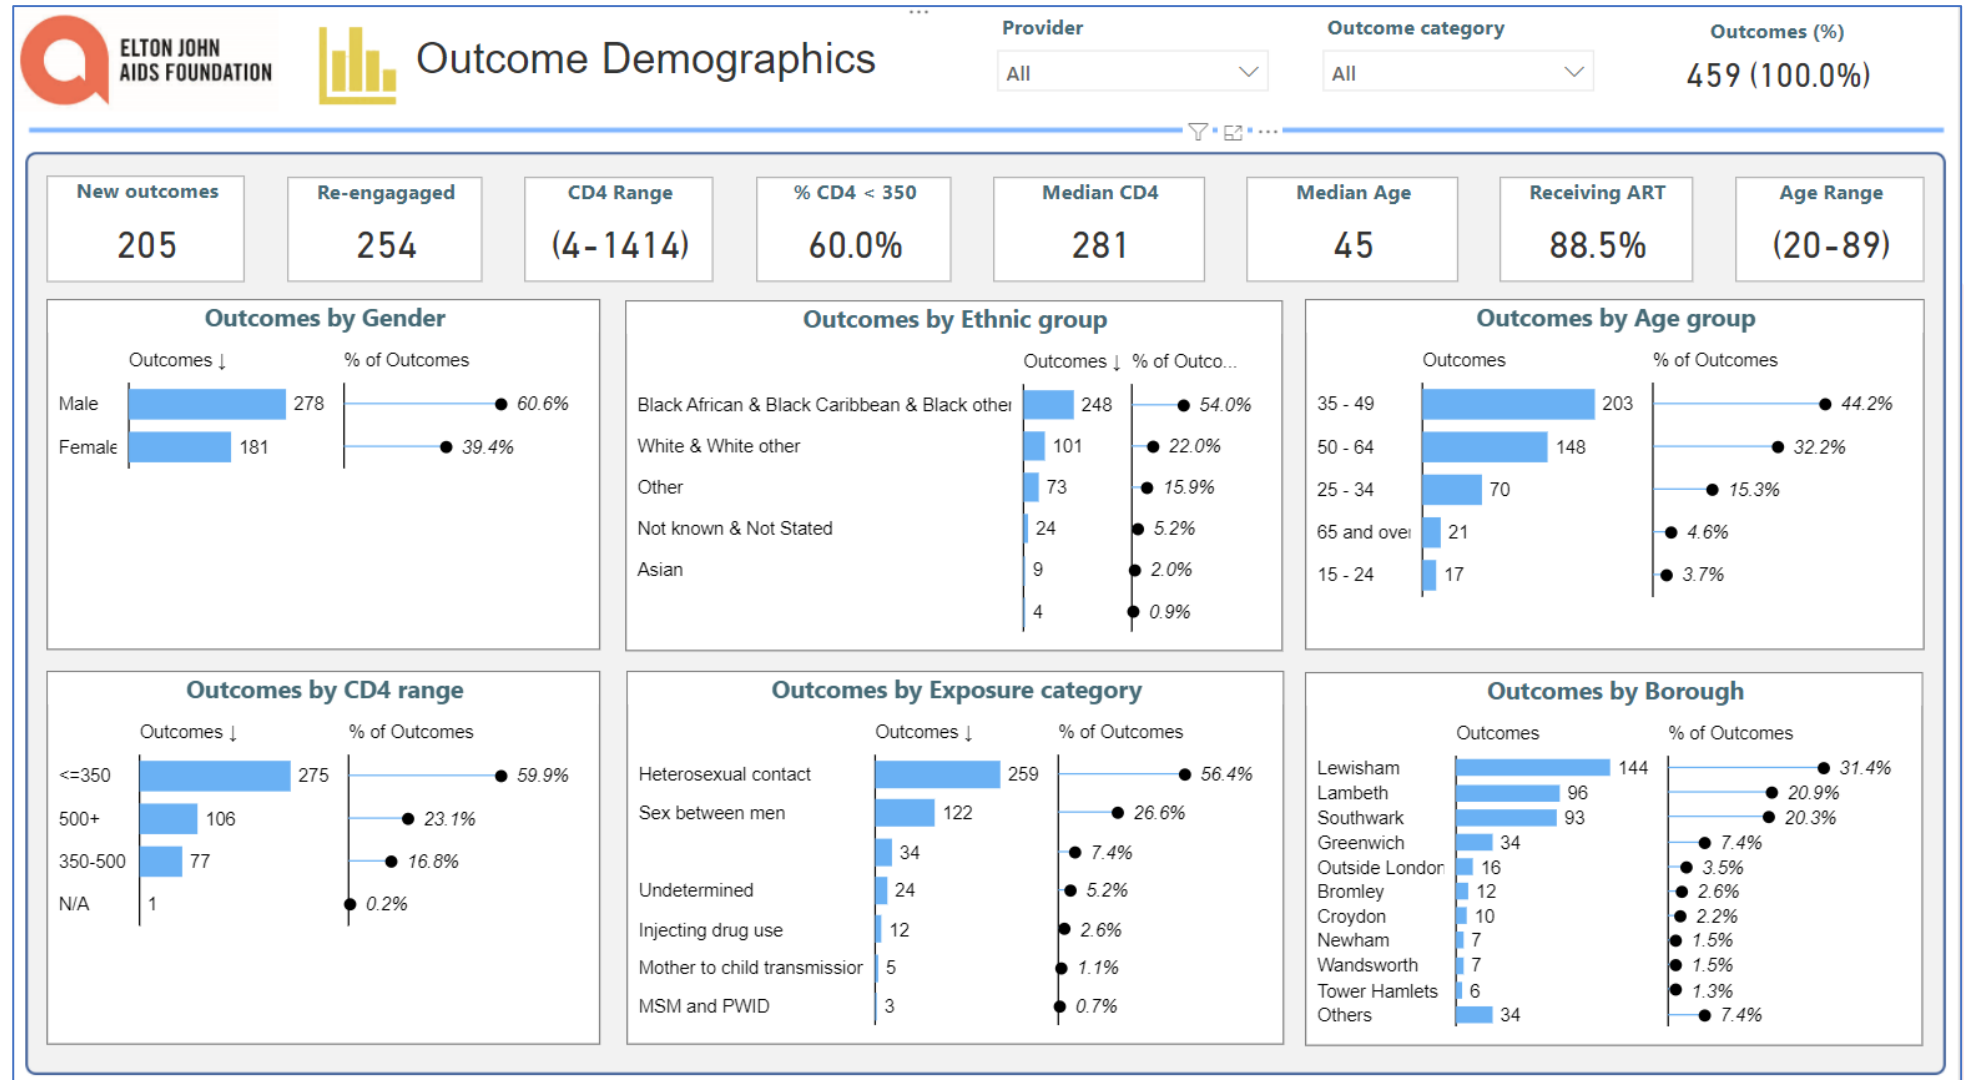 ELTON JOHN
AIDS FOUNDATION
Outcome Demographics
Provider
All
Outcome category
All
Outcomes (%)
459 (100.0%)
New outcomes
205
Re-engagaged
254
CD4 Range
(4-1414)
% CD4 < 350
60.0%
Median CD4
281
Median Age
45
Receiving ART
88.5%
Age Range
(20-89)
Outcomes by Gender
Outcomes ↓ % of Outcomes
Male 278 60.6%
Female 181 39.4%
Outcomes by Ethnic group
Outcomes ↓ % of Outco...
Black African & Black Caribbean & Black other 248 54.0%
White & White other 101 22.0%
Other 73 15.9%
Not known & Not Stated 24 5.2%
Asian 9 2.0%
4 0.9%
Outcomes by Age group
Outcomes % of Outcomes
35 - 49 203 44.2%
50 - 64 148 32.2%
25 - 34 70 15.3%
65 and over 21 4.6%
15 - 24 17 3.7%
Outcomes by CD4 range
Outcomes ↓ % of Outcomes
<=350 275 59.9%
500+ 106 23.1%
350-500 77 16.8%
N/A 1 0.2%
Outcomes by Exposure category
Outcomes ↓ % of Outcomes
Heterosexual contact 259 56.4%
Sex between men 122 26.6%
34 7.4%
Undetermined 24 5.2%
Injecting drug use 12 2.6%
Mother to child transmission 5 1.1%
MSM and PWID 3 0.7%
Outcomes by Borough
Outcomes % of Outcomes
Lewisham 144 31.4%
Lambeth 96 20.9%
Southwark 93 20.3%
Greenwich 34 7.4%
Outside London 16 3.5%
Bromley 12 2.6%
Croydon 10 2.2%
Newham 7 1.5%
Wandsworth 7 1.5%
Tower Hamlets 6 1.3%
Others 34 7.4%